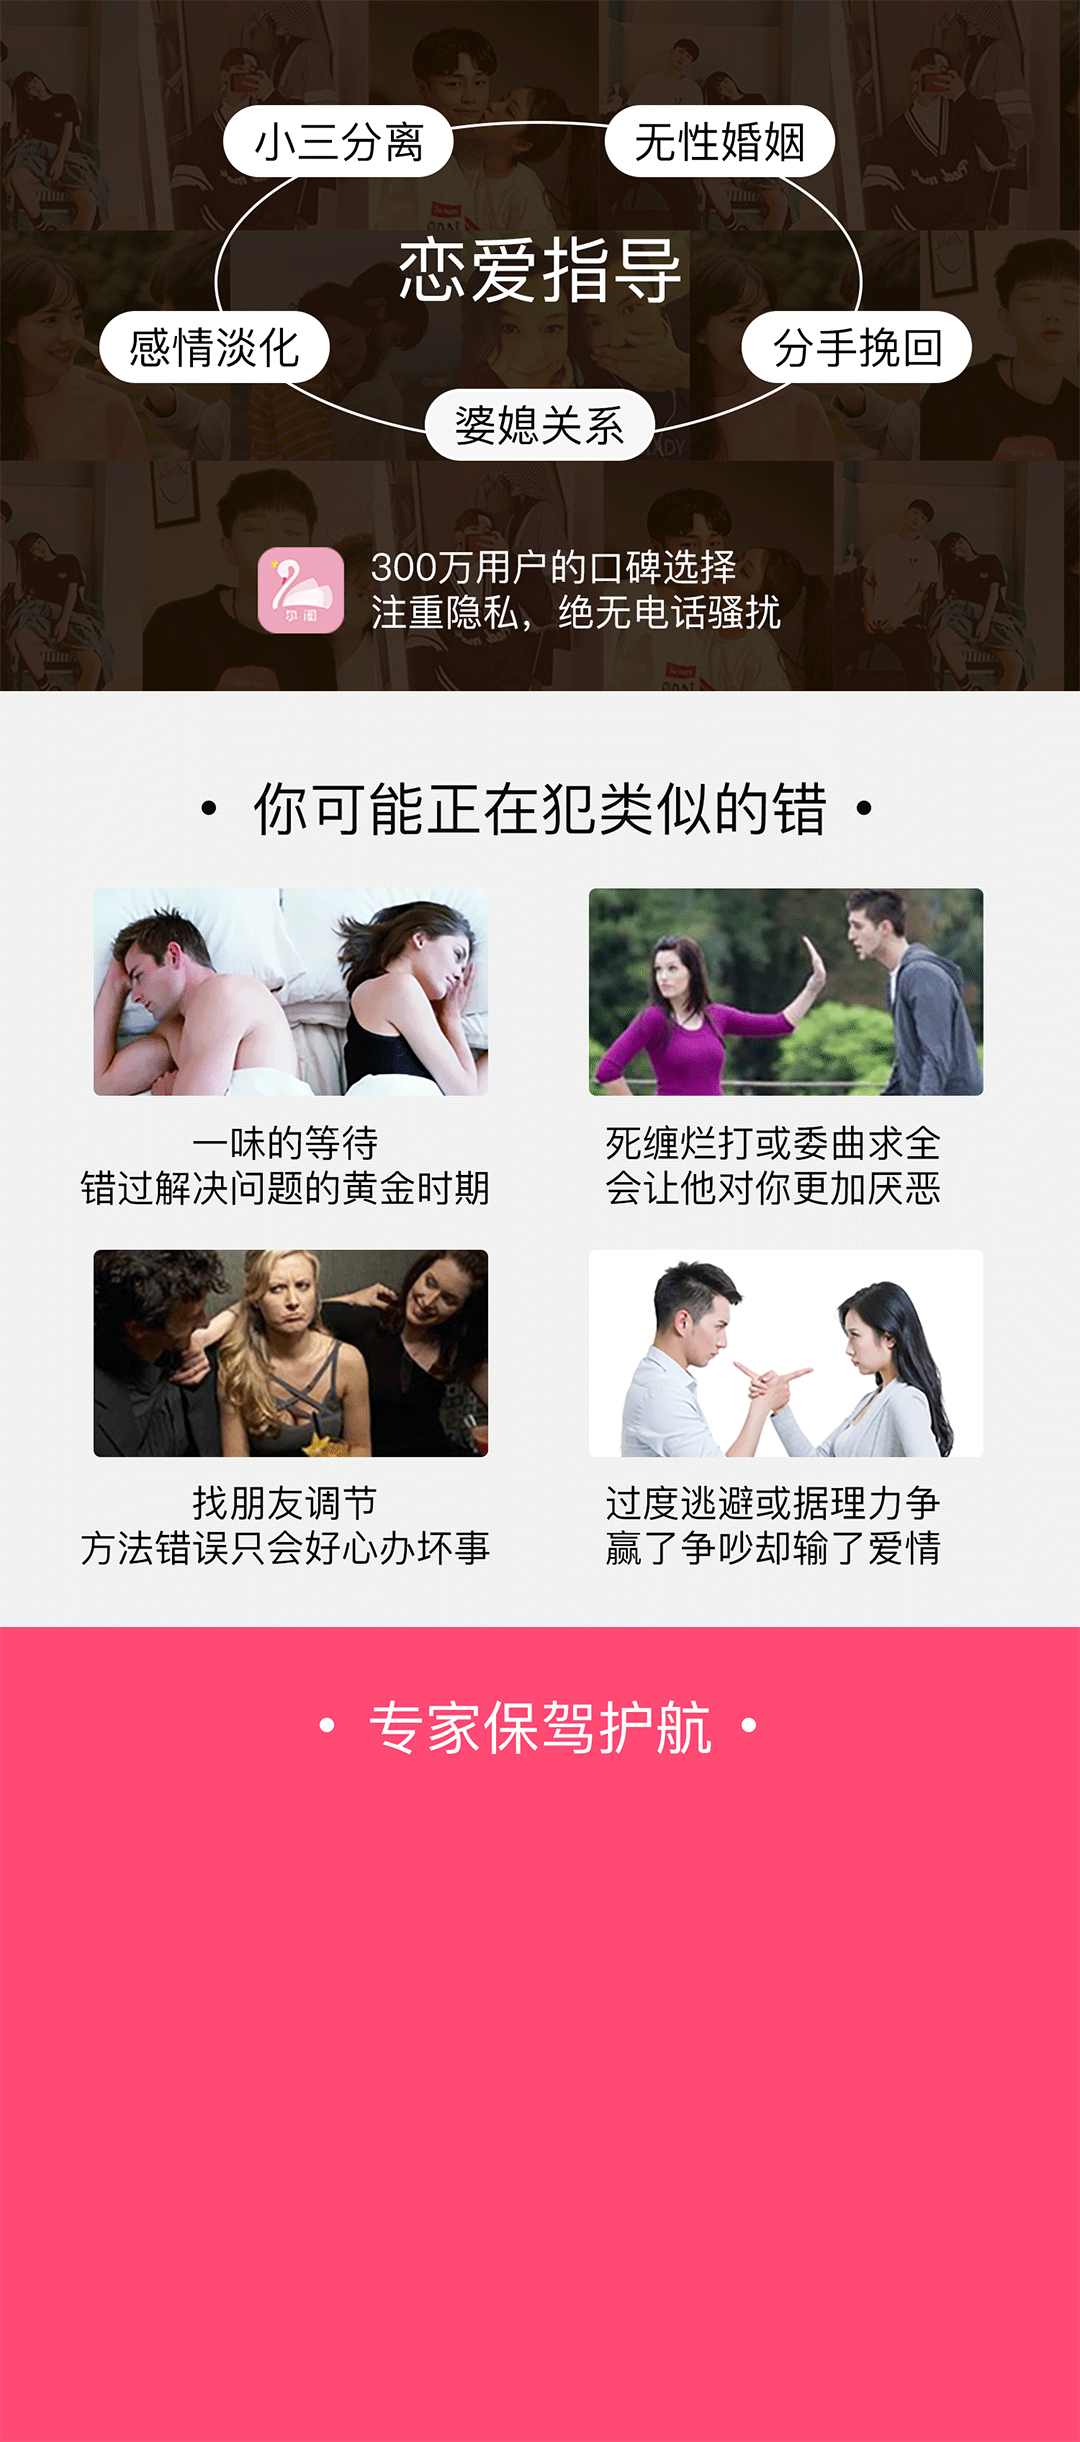 小三分离
无性婚姻
恋爱指导
感情淡化
分手挽回
婆媳关系
300万用户的口碑选择
注重隐私，绝无电话骚扰
• 你可能正在犯类似的错 •
一味的等待
错过解决问题的黄金时期
死缠烂打或委曲求全
会让他对你更加厌恶
找朋友调节
方法错误只会好心办坏事
过度逃避或据理力争
赢了争吵却输了爱情
• 专家保驾护航 •